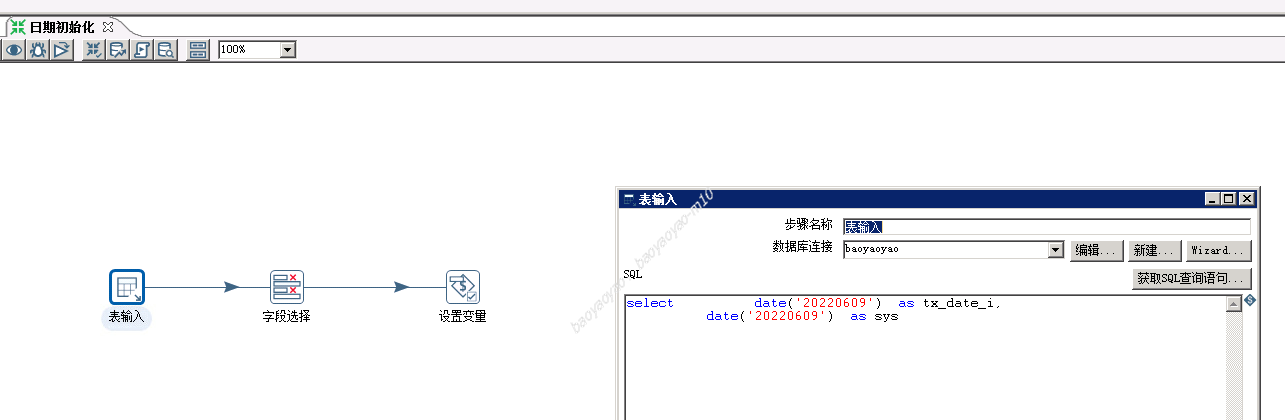 日期初始化
100%
表输入
字段选择
设置变量
表输入
步骤名称 表输入
数据库连接 baoyaoyao 编辑... 新建... Wizard...
SQL 获取SQL查询语句...
select date('20220609') as tx_date_i,
date('20220609') as sys
baoyaoyao-m10
baoyaoyao